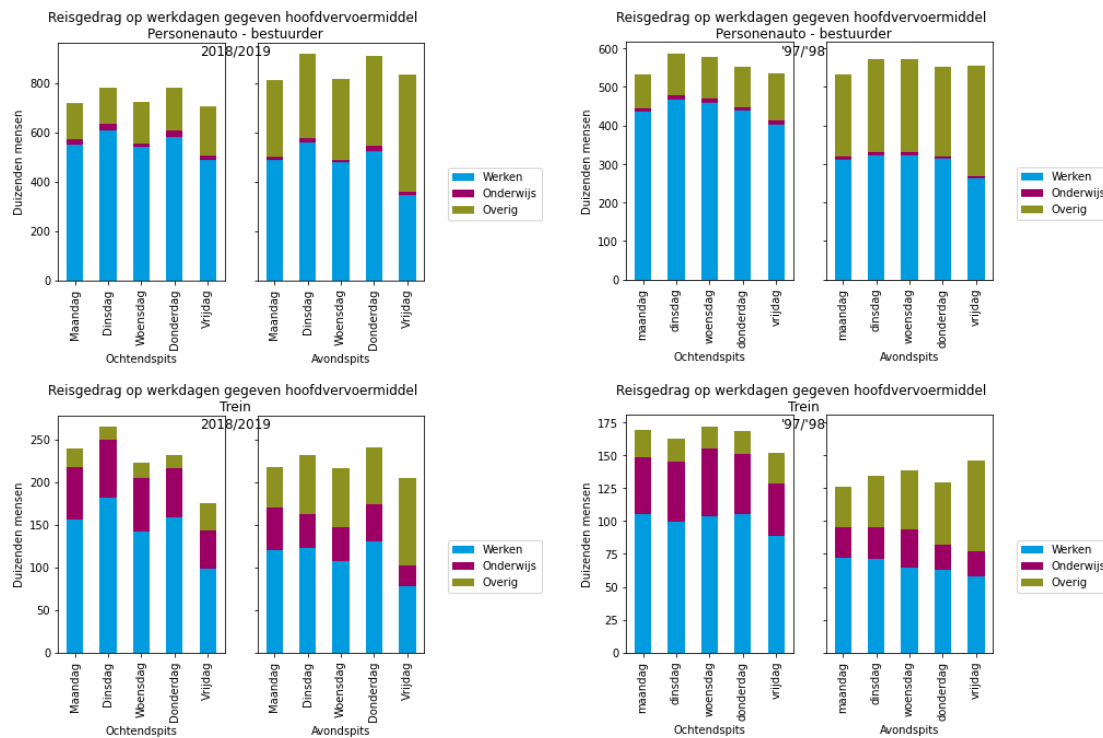 Reisgedrag op werkdagen gegeven hoofdvervoermiddel
Personenauto - bestuurder
2018/2019
Duizenden mensen
800
600
400
200
0
Maandag
Dinsdag
Woensdag
Donderdag
Vrijdag
Ochtendspits
Maandag
Dinsdag
Woensdag
Donderdag
Vrijdag
Avondspits
Werken
Onderwijs
Overig
Reisgedrag op werkdagen gegeven hoofdvervoermiddel
Personenauto - bestuurder
'97/'98
Duizenden mensen
600
500
400
300
200
100
0
maandag
dinsdag
woensdag
donderdag
vrijdag
Ochtendspits
maandag
dinsdag
woensdag
donderdag
vrijdag
Avondspits
Werken
Onderwijs
Overig
Reisgedrag op werkdagen gegeven hoofdvervoermiddel
Trein
2018/2019
Duizenden mensen
250
200
150
100
50
0
Maandag
Dinsdag
Woensdag
Donderdag
Vrijdag
Ochtendspits
Maandag
Dinsdag
Woensdag
Donderdag
Vrijdag
Avondspits
Werken
Onderwijs
Overig
Reisgedrag op werkdagen gegeven hoofdvervoermiddel
Trein
'97/'98
Duizenden mensen
175
150
125
100
75
50
25
0
maandag
dinsdag
woensdag
donderdag
vrijdag
Ochtendspits
maandag
dinsdag
woensdag
donderdag
vrijdag
Avondspits
Werken
Onderwijs
Overig